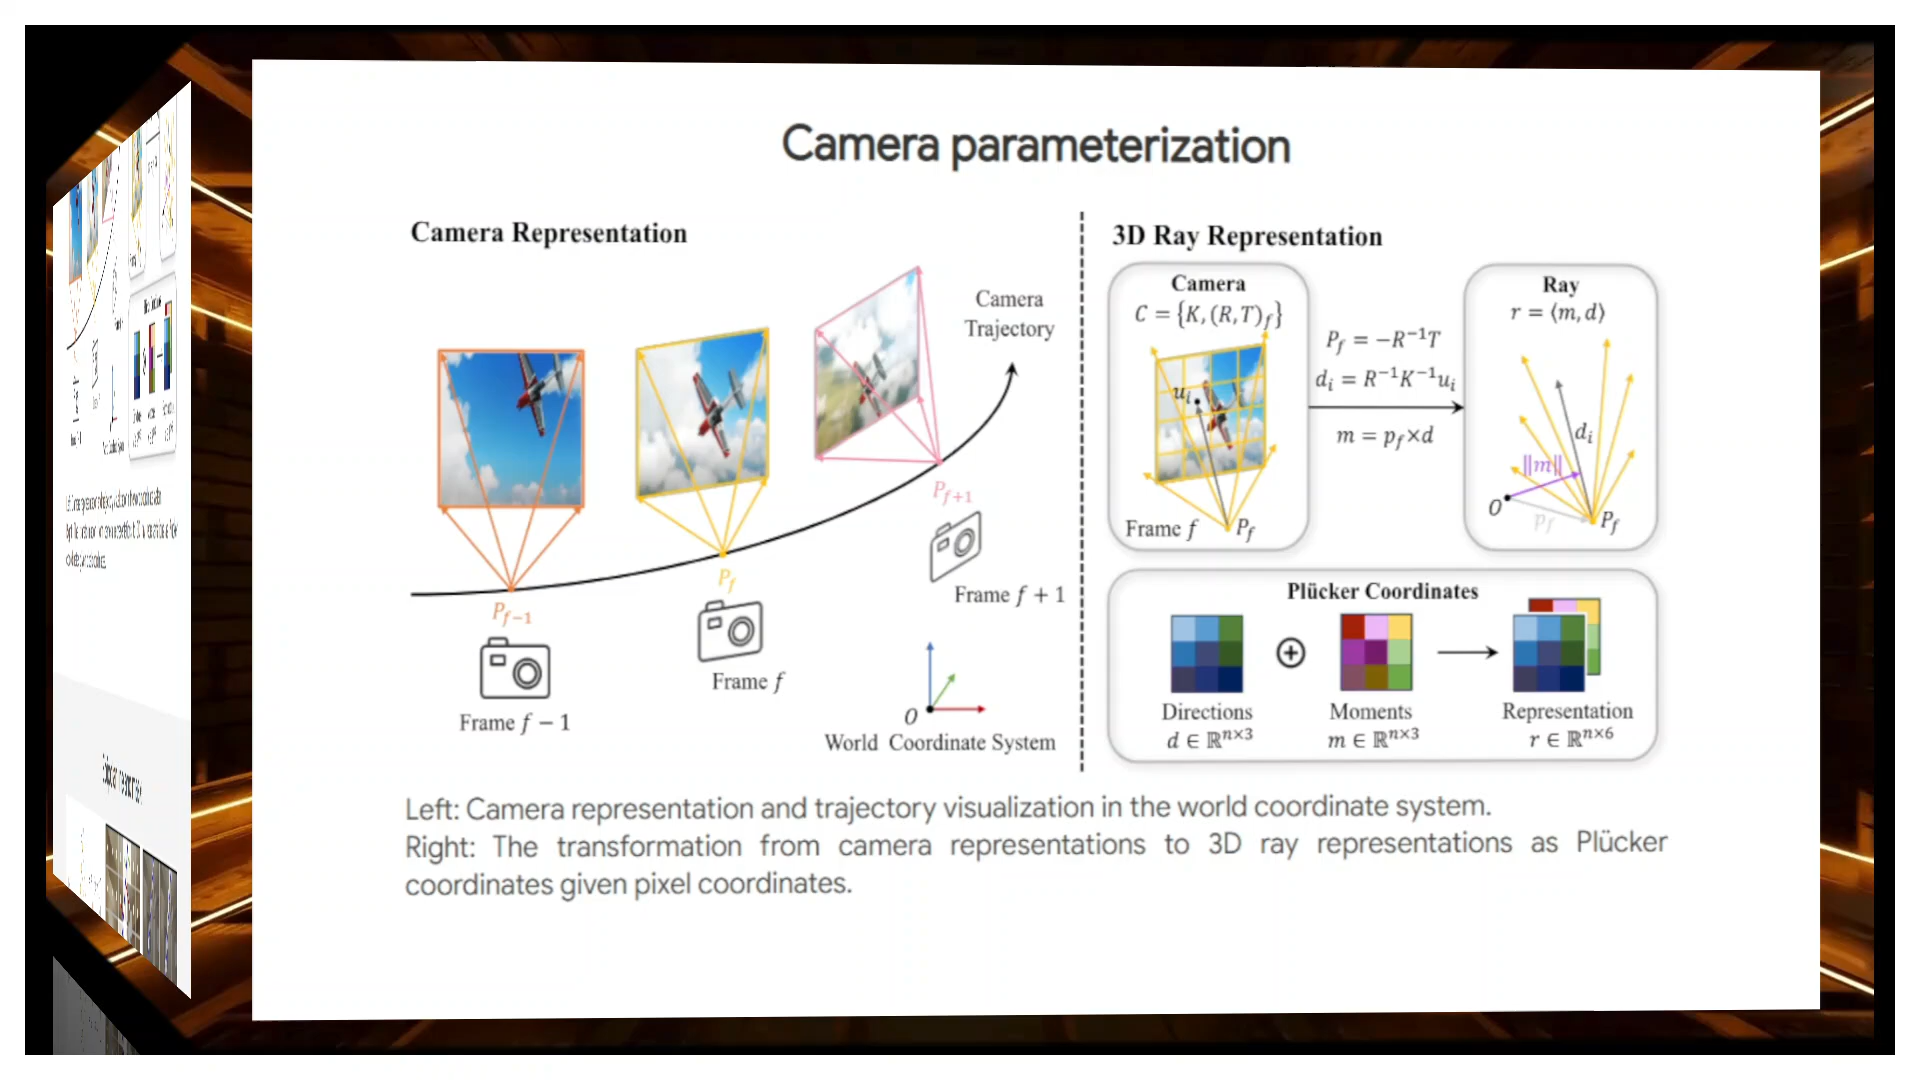 Camera parameterization
Camera Representation
Camera
Trajectory
P_{f+1}
P_f
P_{f−1}
Frame f + 1
Frame f
Frame f − 1
O
World Coordinate System
3D Ray Representation
Camera
C = {K, (R, T)_f}
u_i
Frame f
P_f
P_f = −R^{−1}T
d_i = R^{−1}K^{−1}u_i
m = p_f×d
Ray
r = ⟨m, d⟩
d_i
‖m‖
O
p_f
P_f
Plücker Coordinates
⊕
Directions
d ∈ ℝ^{n×3}
Moments
m ∈ ℝ^{n×3}
Representation
r ∈ ℝ^{n×6}
Left: Camera representation and trajectory visualization in the world coordinate system.
Right: The transformation from camera representations to 3D ray representations as Plücker
coordinates given pixel coordinates.